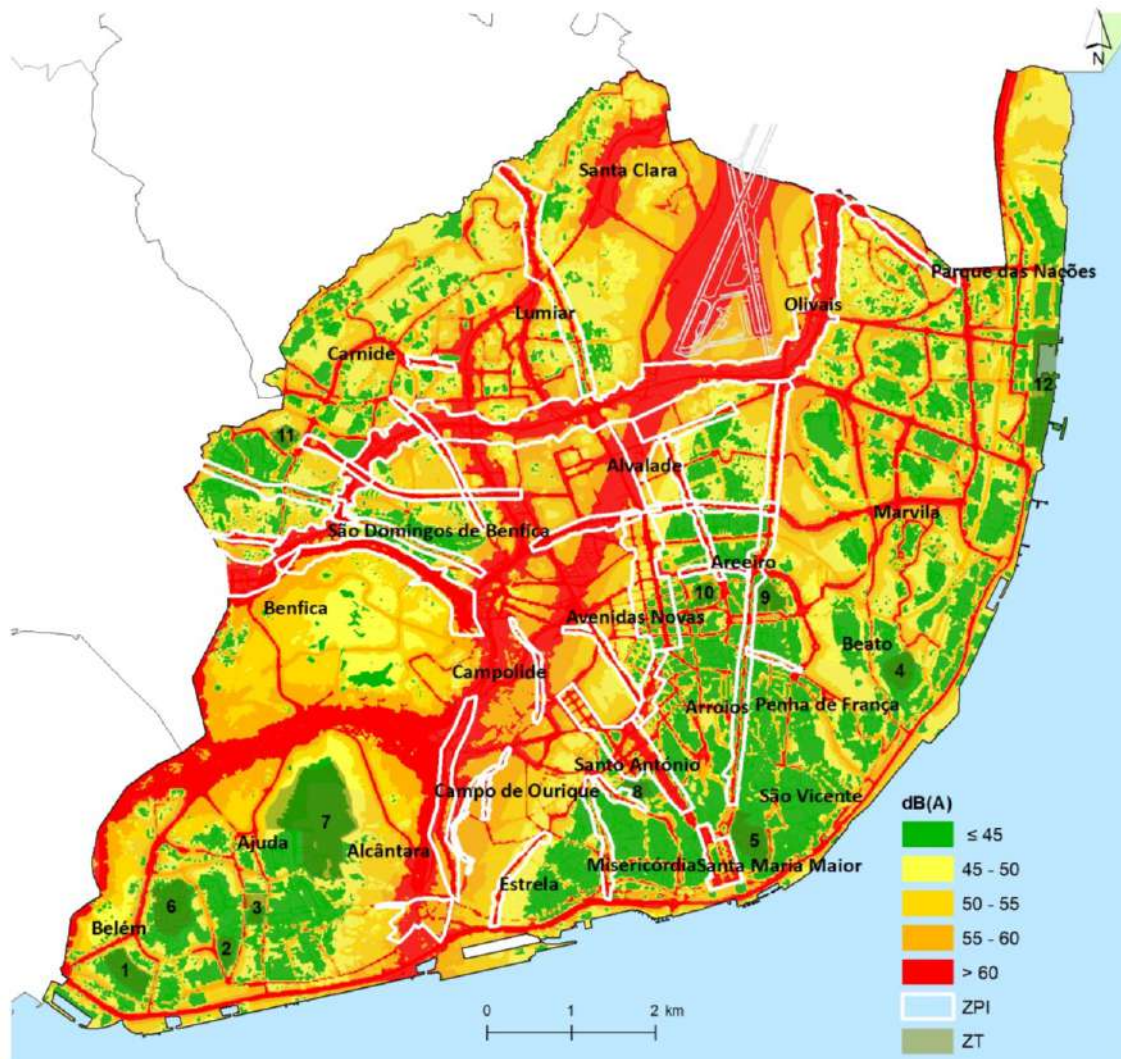 N
Santa Clara
Parque das Nações
Olivais
Lumiar
Carnide
12
11
Alvalade
Marvila
São Domingos de Benfica
Areeiro
10
9
Benfica
Avenidas Novas
Beato
4
Campolide
Arroios
Penha de França
Santo António
Campo de Ourique
8
São Vicente
7
Ajuda
Alcântara
5
Misericórdia
Santa Maria Maior
Estrela
6
3
Belém
2
1
dB(A)
≤ 45
45 - 50
50 - 55
55 - 60
> 60
ZPI
ZT
0 1 2 km